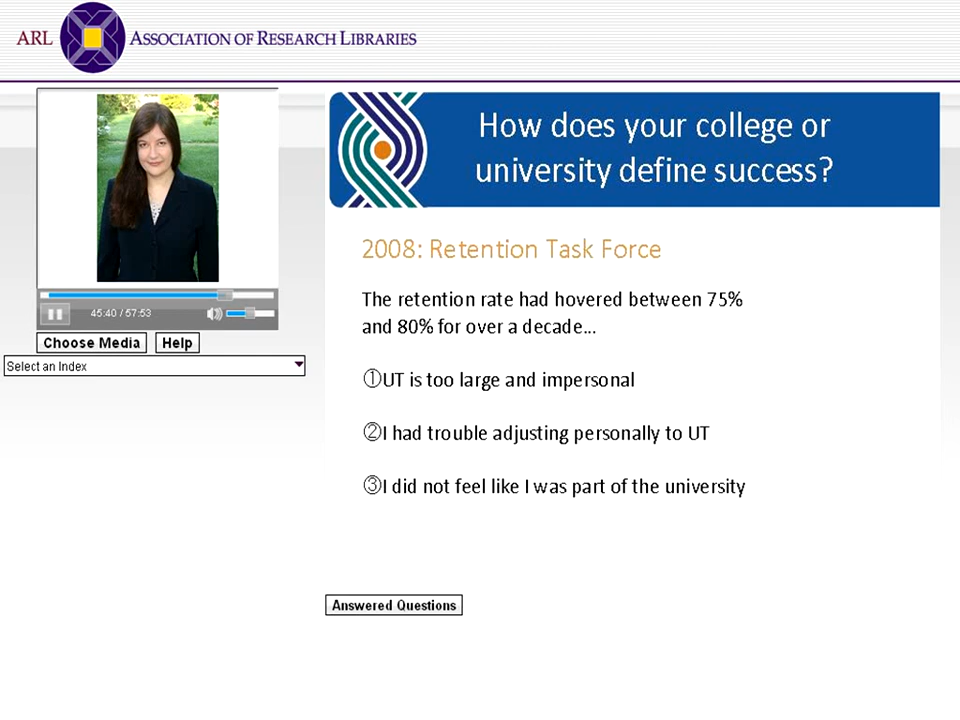 ARL ASSOCIATION OF RESEARCH LIBRARIES
45:40 / 57:53
Choose Media Help
Select an Index
How does your college or
university define success?
2008: Retention Task Force
The retention rate had hovered between 75%
and 80% for over a decade...
①UT is too large and impersonal
②I had trouble adjusting personally to UT
③I did not feel like I was part of the university
Answered Questions